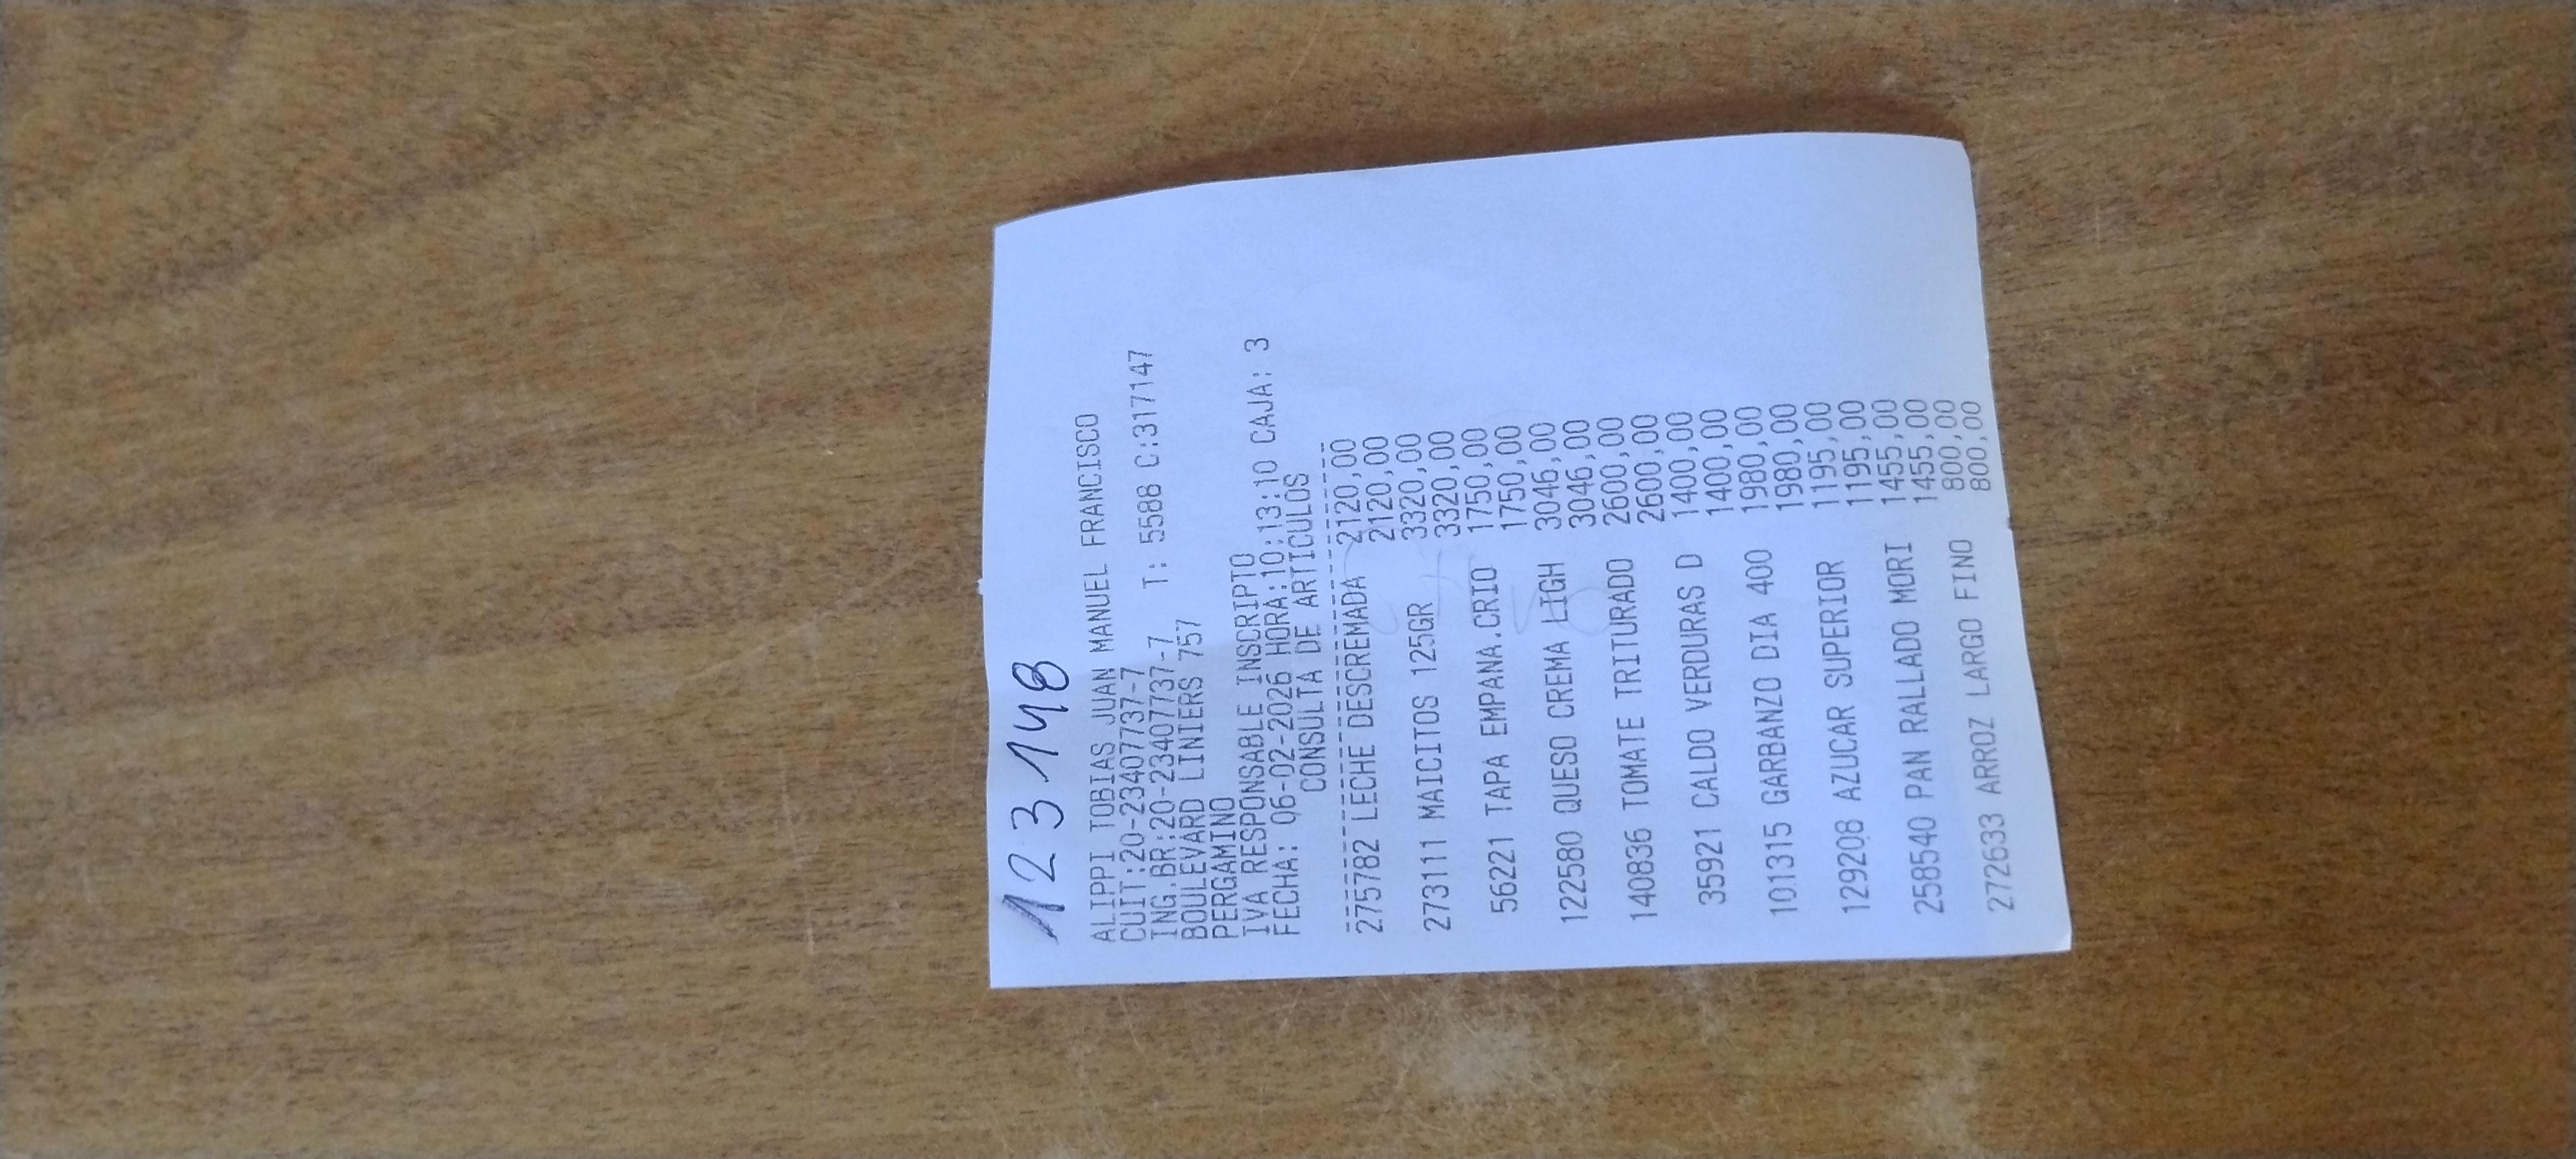 123148
ALIPPI TOBIAS JUAN MANUEL FRANCISCO
CUIT:20-23407737-7
ING.BR:20-23407737-7 T: 5588 C:317147
BOULEVARD LINIERS 757
PERGAMINO
IVA RESPONSABLE INSCRIPTO
FECHA: 06-02-2026 HORA:10:13:10 CAJA: 3
CONSULTA DE ARTICULOS
--------------------------------------
275782 LECHE DESCREMADA 2120,00
2120,00
273111 MAICITOS 125GR 3320,00
3320,00
56221 TAPA EMPANA.CRIO 1750,00
1750,00
122580 QUESO CREMA LIGH 3046,00
3046,00
140836 TOMATE TRITURADO 2600,00
2600,00
35921 CALDO VERDURAS D 1400,00
1400,00
101315 GARBANZO DIA 400 1980,00
1980,00
129208 AZUCAR SUPERIOR 1195,00
1195,00
258540 PAN RALLADO MORI 1455,00
1455,00
272633 ARROZ LARGO FINO 800,00
800,00